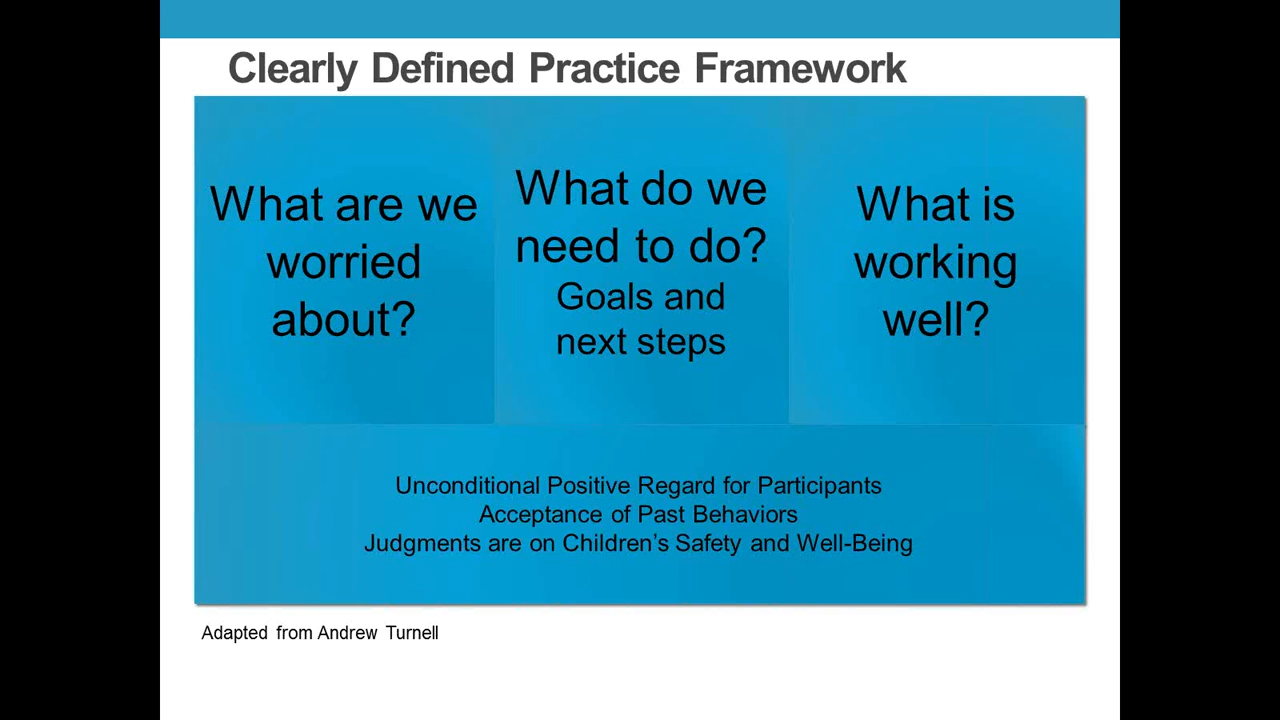 Clearly Defined Practice Framework
What are we
worried
about?
What do we
need to do?
Goals and
next steps
What is
working
well?
Unconditional Positive Regard for Participants
Acceptance of Past Behaviors
Judgments are on Children’s Safety and Well-Being
Adapted from Andrew Turnell